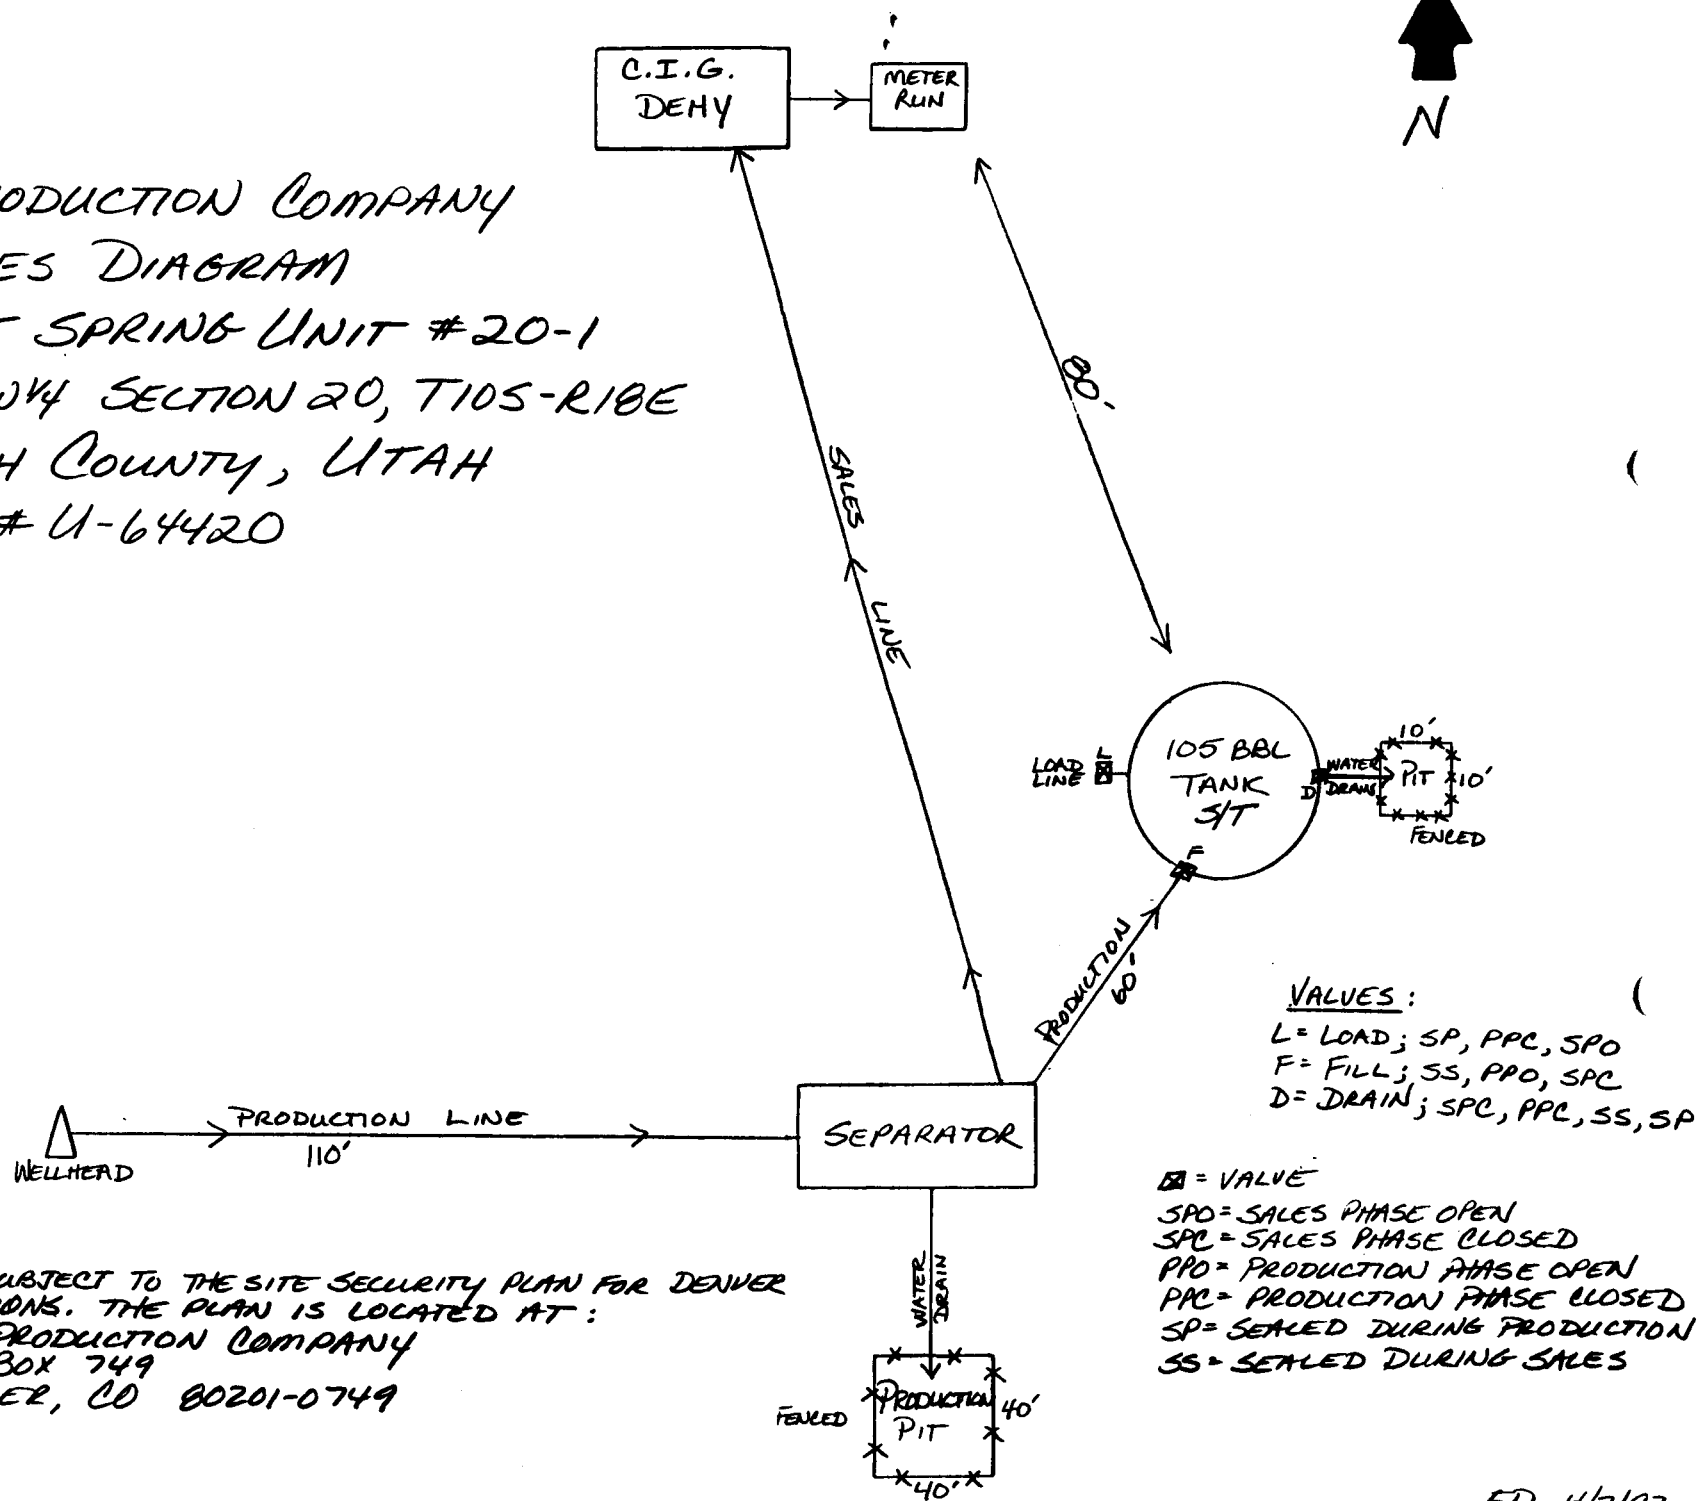 C.I.G.
DEHY
METER
RUN
N
ODUCTION COMPANY
ES DIAGRAM
T SPRING UNIT #20-1
W1/4 SECTION 20, T10S-R18E
H COUNTY, UTAH
# U-64420
80'
SALES
LINE
LOAD
LINE
L
105 BBL
TANK
S/T
D
F
WATER
DRAIN
10'
PIT
10'
FENCED
PRODUCTION
60'
VALVES:
L = LOAD; SP, PPC, SPO
F = FILL; SS, PPO, SPC
D = DRAIN; SPC, PPC, SS, SP
WELLHEAD
PRODUCTION LINE
110'
SEPARATOR
= VALVE
SPO = SALES PHASE OPEN
SPC = SALES PHASE CLOSED
PPO = PRODUCTION PHASE OPEN
PPC = PRODUCTION PHASE CLOSED
SP = SEALED DURING PRODUCTION
SS = SEALED DURING SALES
WATER
DRAIN
UBJECT TO THE SITE SECURITY PLAN FOR DENVER
IONS. THE PLAN IS LOCATED AT:
PRODUCTION COMPANY
BOX 749
ER, CO 80201-0749
FENCED
PRODUCTION
PIT
40'
40'